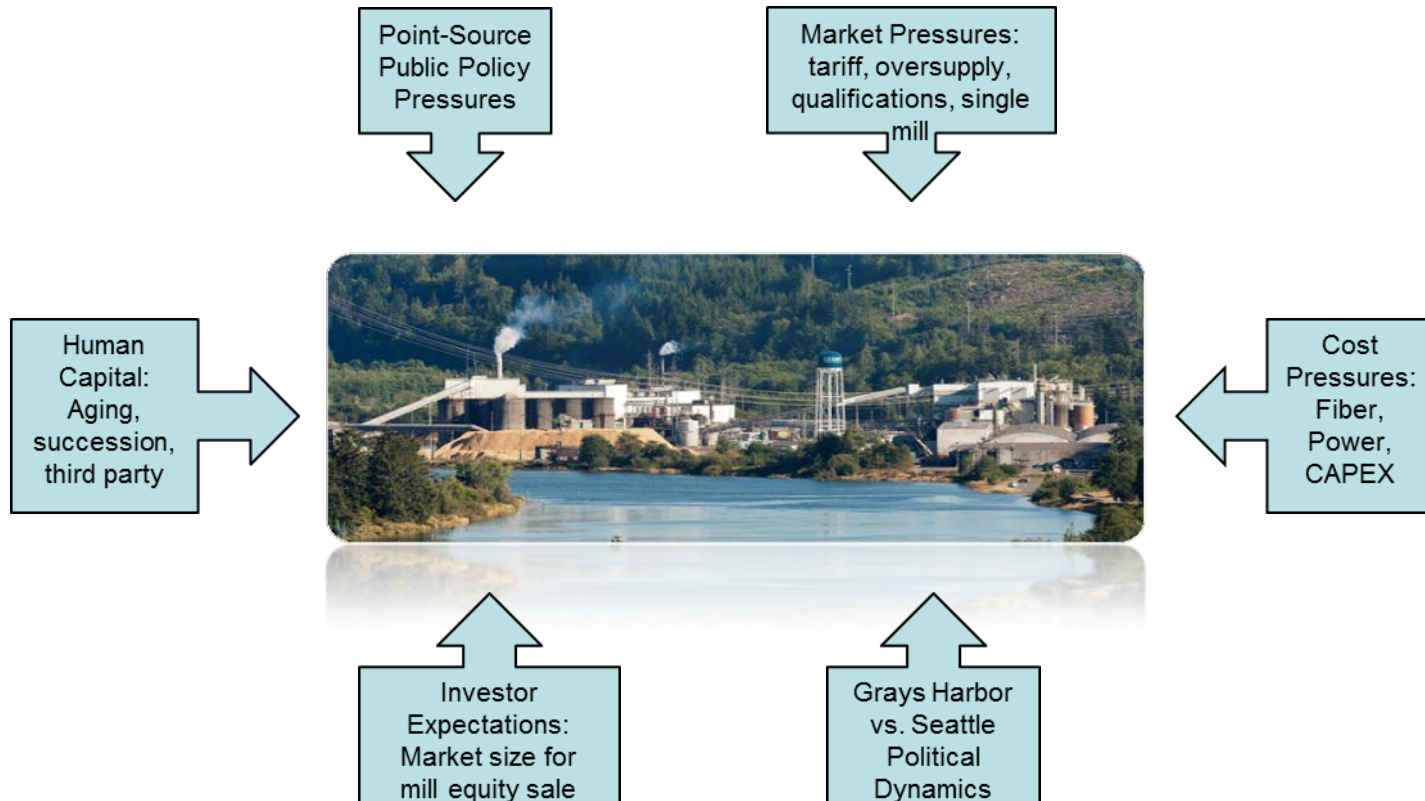 Point-Source
Public Policy
Pressures
Market Pressures:
tariff, oversupply,
qualifications, single
mill
Human
Capital:
Aging,
succession,
third party
Cost
Pressures:
Fiber,
Power,
CAPEX
Investor
Expectations:
Market size for
mill equity sale
Grays Harbor
vs. Seattle
Political
Dynamics